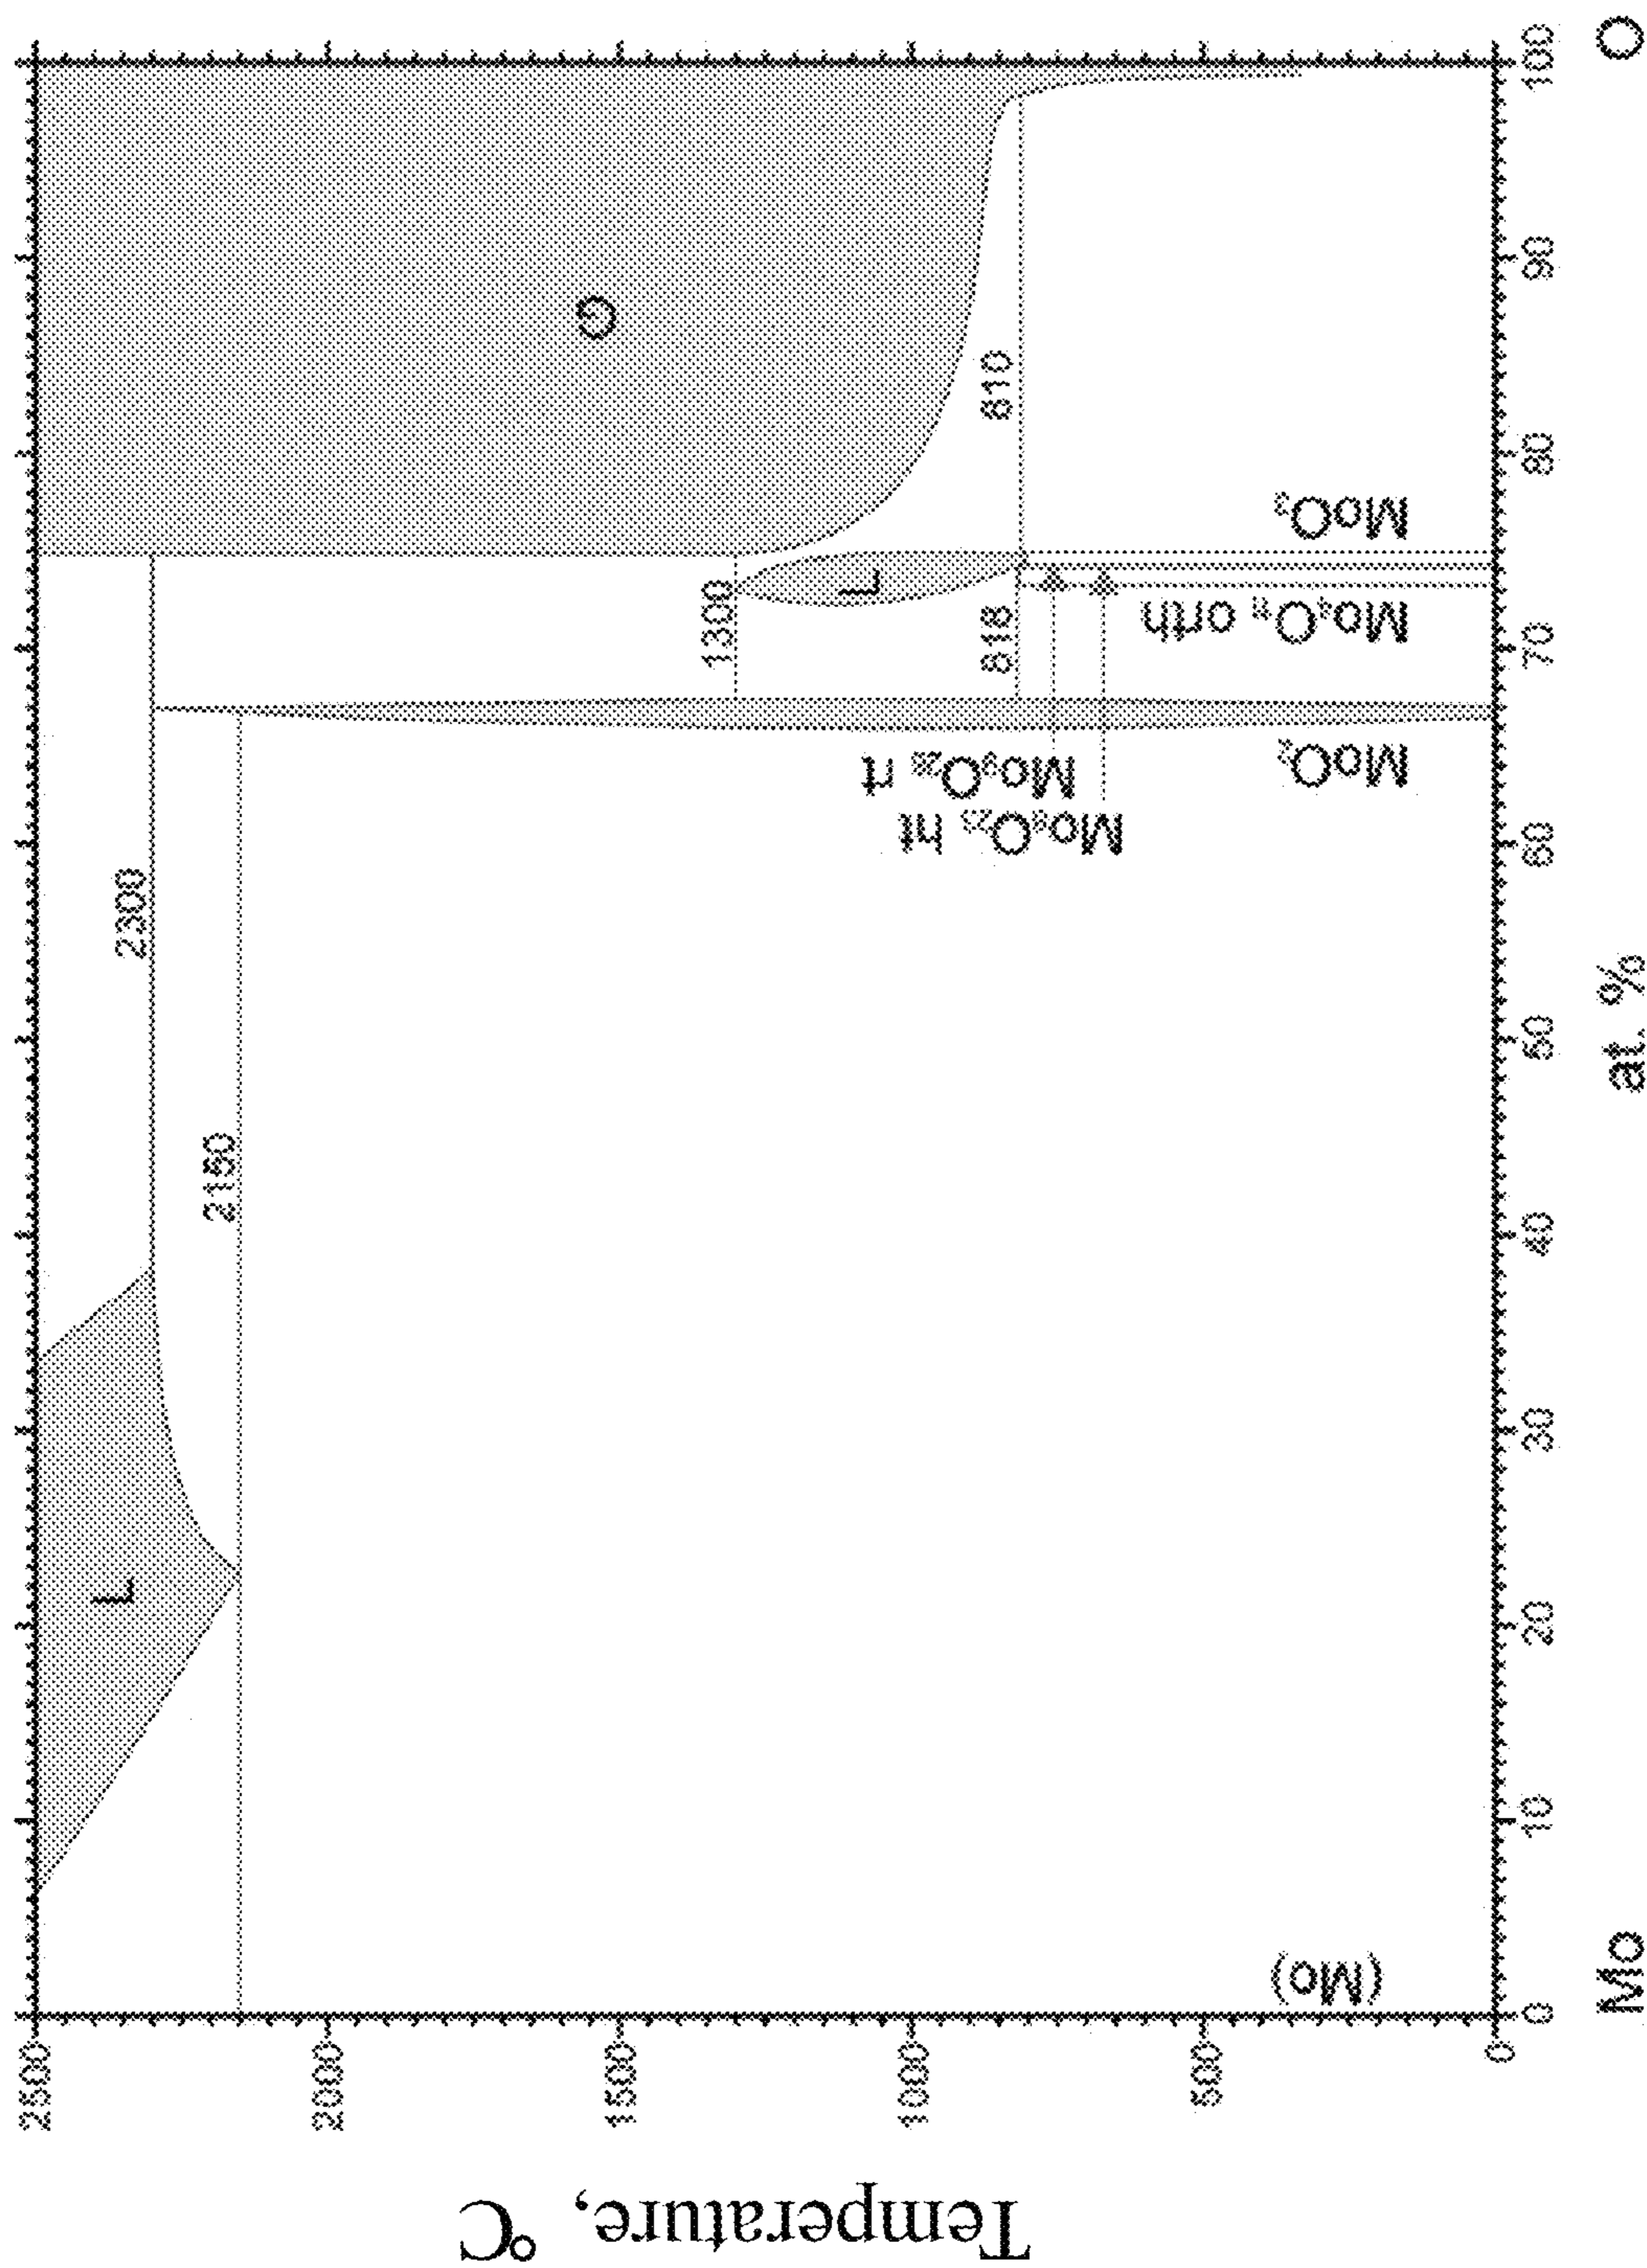 Temperature, °C
2500
2000
1500
1000
500
0
2300
2150
1300
818
810
L
L
G
(Mo)
MoO₂
Mo₈O₂₃ ht
Mo₉O₂₆ rt
Mo₄O₁₁ orth
MoO₃
0
10
20
30
40
50
60
70
80
90
100
Mo
at. %
O